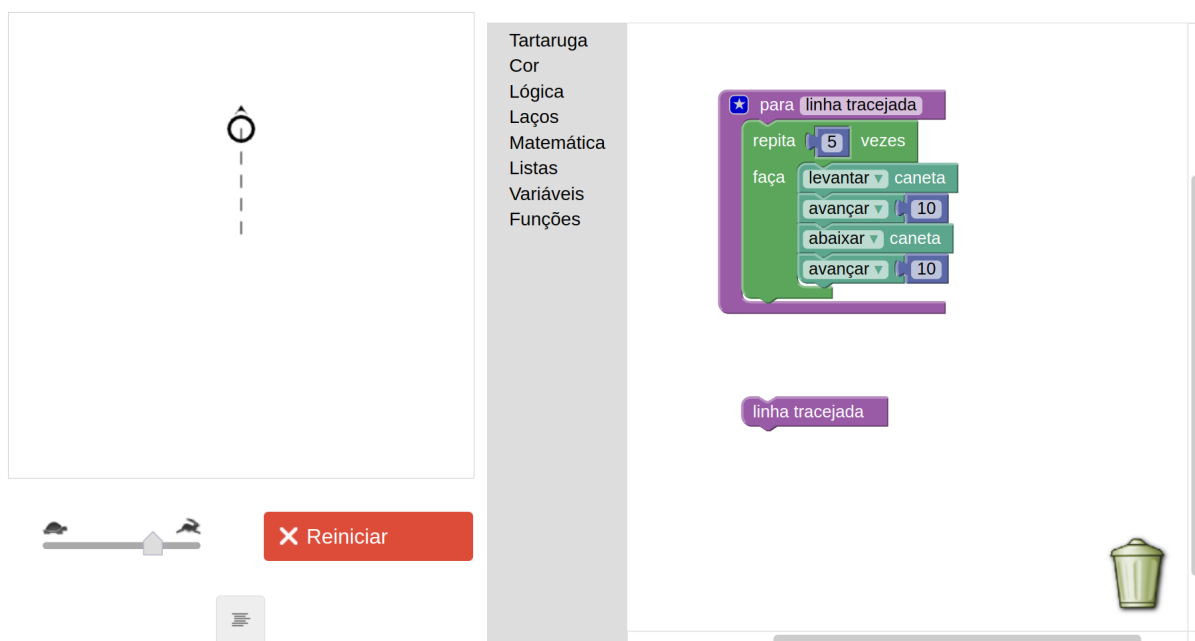 Tartaruga
Cor
Lógica
Laços
Matemática
Listas
Variáveis
Funções
para linha tracejada
repita 5 vezes
faça levantar caneta
avançar 10
abaixar caneta
avançar 10
linha tracejada
Reiniciar